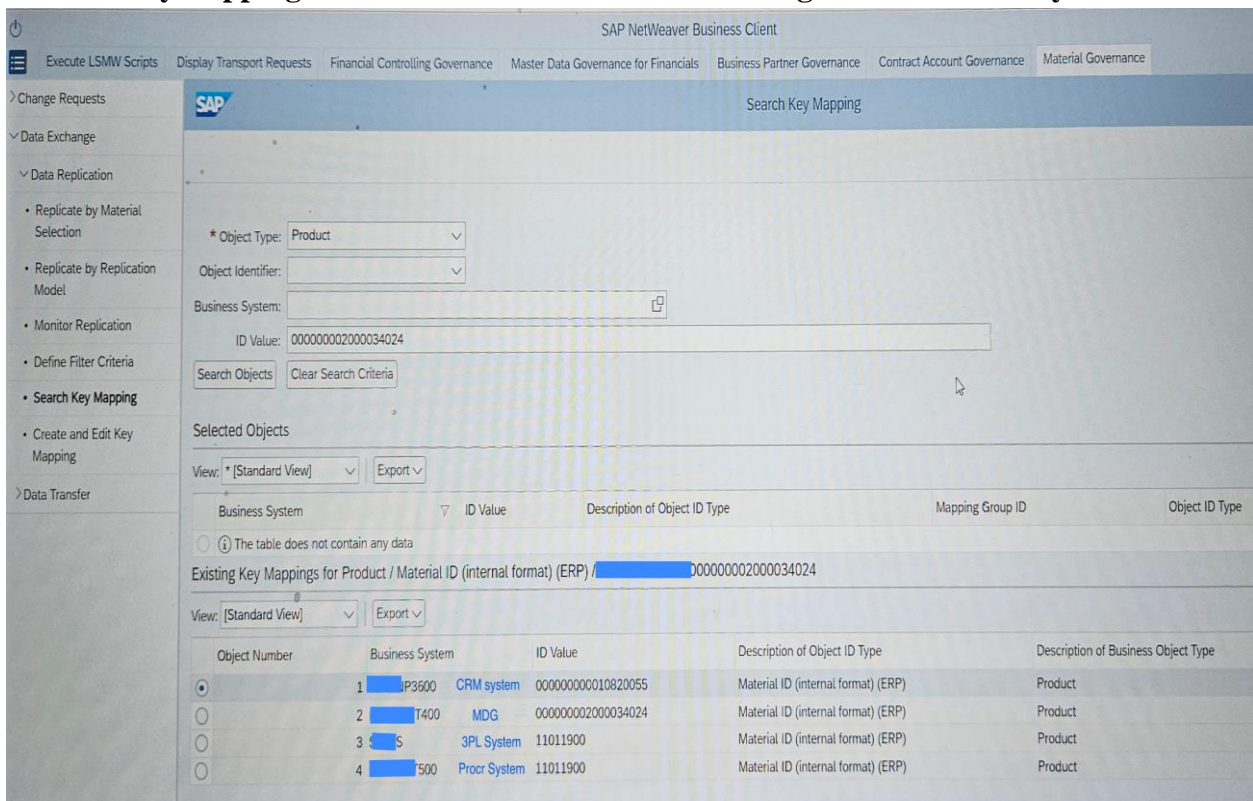 SAP NetWeaver Business Client
Execute LSMW Scripts Display Transport Requests Financial Controlling Governance Master Data Governance for Financials Business Partner Governance Contract Account Governance Material Governance
Change Requests
SAP Search Key Mapping
Data Exchange
Data Replication
Replicate by Material
Selection
* Object Type: Product
Replicate by Replication
Model
Object Identifier:
Business System:
Monitor Replication
ID Value: 000000002000034024
Define Filter Criteria
Search Objects Clear Search Criteria
Search Key Mapping
Create and Edit Key
Mapping
Selected Objects
View: * [Standard View] Export
Data Transfer
Business System ID Value Description of Object ID Type Mapping Group ID Object ID Type
The table does not contain any data
Existing Key Mappings for Product / Material ID (internal format) (ERP) / 000000002000034024
View: [Standard View] Export
Object Number Business System ID Value Description of Object ID Type Description of Business Object Type
1 P3600 CRM system 000000000010820055 Material ID (internal format) (ERP) Product
2 T400 MDG 000000002000034024 Material ID (internal format) (ERP) Product
3 S S 3PL System 11011900 Material ID (internal format) (ERP) Product
4 500 Procr System 11011900 Material ID (internal format) (ERP) Product